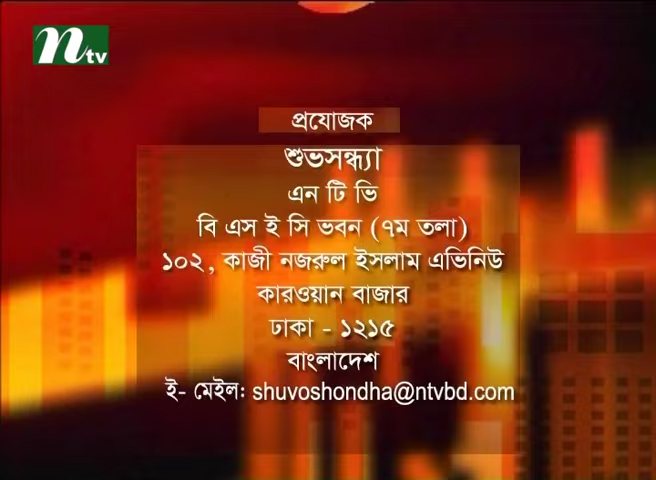 ntv
প্রযোজক
শুভসন্ধ্যা
এন টি ভি
বি এস ই সি ভবন (৭ম তলা)
১০২, কাজী নজরুল ইসলাম এভিনিউ
কারওয়ান বাজার
ঢাকা - ১২১৫
বাংলাদেশ
ই- মেইল: shuvoshondha@ntvbd.com